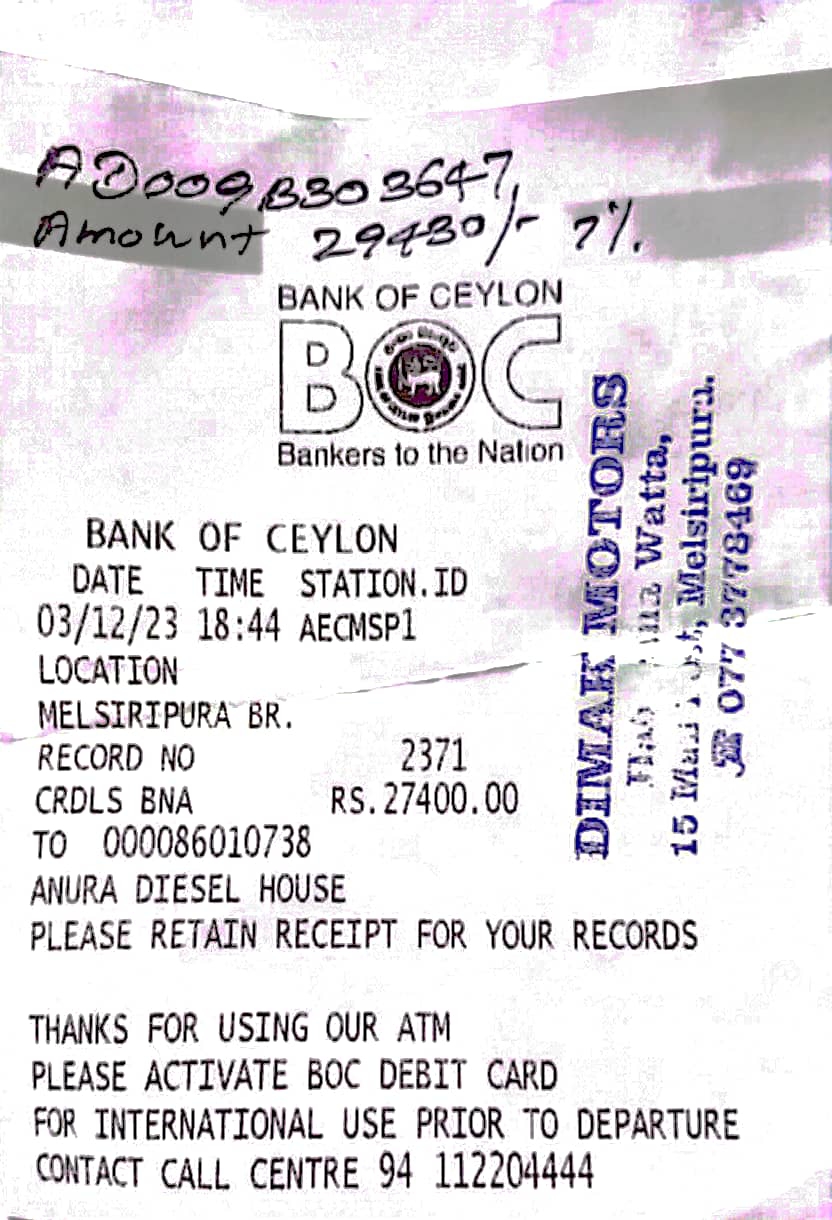 AD009B303647,
Amount 29480/- 7%.
BANK OF CEYLON
BOC
Bankers to the Nation
BANK OF CEYLON
DATE TIME STATION.ID
03/12/23 18:44 AECMSP1
LOCATION
MELSIRIPURA BR.
RECORD NO 2371
CRDLS BNA RS.27400.00
TO 000086010738
ANURA DIESEL HOUSE
PLEASE RETAIN RECEIPT FOR YOUR RECORDS
THANKS FOR USING OUR ATM
PLEASE ACTIVATE BOC DEBIT CARD
FOR INTERNATIONAL USE PRIOR TO DEPARTURE
CONTACT CALL CENTRE 94 112204444
DIMAK MOTORS
Watta,
15 Melsiripura.
☎ 077 3778469